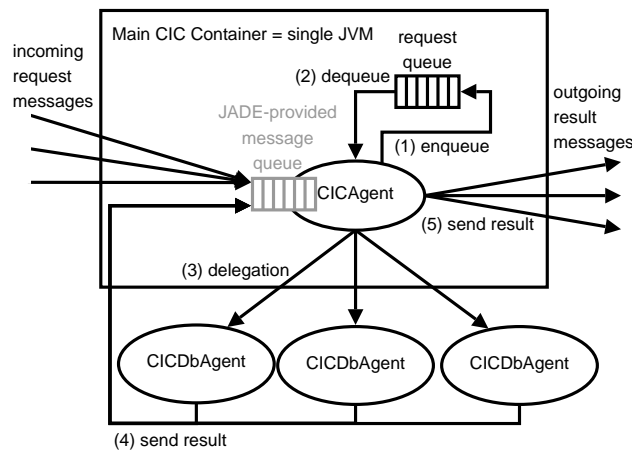 Main CIC Container = single JVM
incoming
request
messages
request
queue
(2) dequeue
JADE-provided
message
queue
(1) enqueue
outgoing
result
messages
CICAgent
(5) send result
(3) delegation
CICDbAgent
CICDbAgent
CICDbAgent
(4) send result